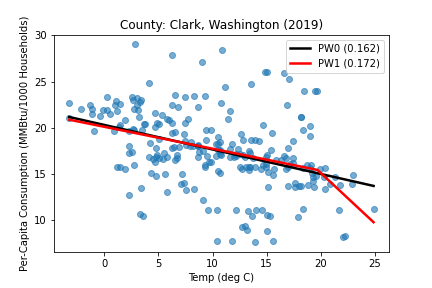 County: Clark, Washington (2019)
PW0 (0.162)
PW1 (0.172)
Per-Capita Consumption (MMBtu/1000 Households)
30
25
20
15
10
0 5 10 15 20 25
Temp (deg C)